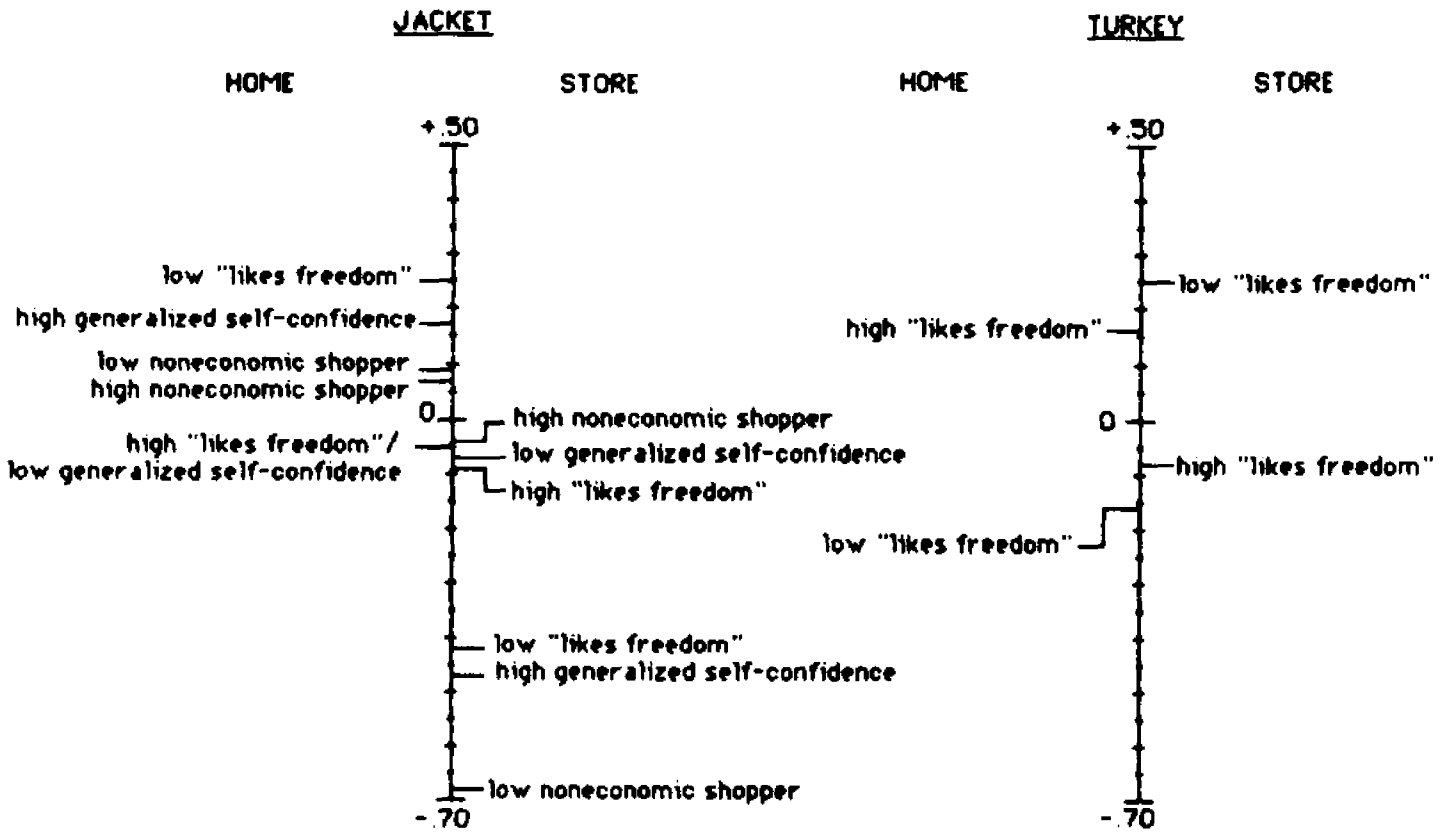 JACKET
HOME STORE
+.50
low "likes freedom"
high generalized self-confidence
low noneconomic shopper
high noneconomic shopper
0
high "likes freedom"/
low generalized self-confidence
high noneconomic shopper
low generalized self-confidence
high "likes freedom"
low "likes freedom"
high generalized self-confidence
low noneconomic shopper
-.70
TURKEY
HOME STORE
+.50
low "likes freedom"
high "likes freedom"
0
high "likes freedom"
low "likes freedom"
-.70